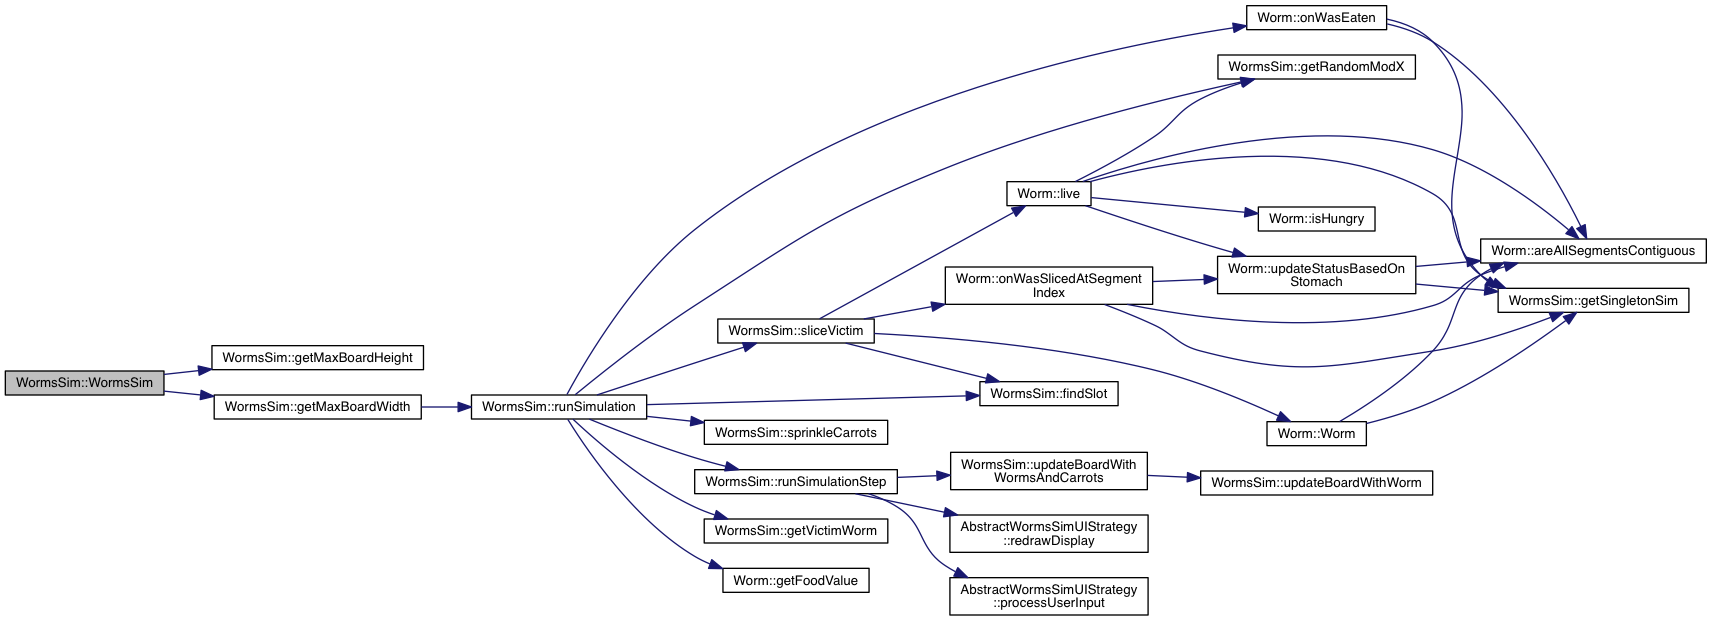 Worm::onWasEaten
WormsSim::getRandomModX
Worm::live
Worm::isHungry
Worm::areAllSegmentsContiguous
Worm::updateStatusBasedOn
Stomach
Worm::onWasSlicedAtSegment
Index
WormsSim::getSingletonSim
WormsSim::sliceVictim
WormsSim::getMaxBoardHeight
WormsSim::WormsSim
WormsSim::findSlot
WormsSim::getMaxBoardWidth
WormsSim::runSimulation
WormsSim::sprinkleCarrots
Worm::Worm
WormsSim::updateBoardWith
WormsAndCarrots
WormsSim::runSimulationStep
WormsSim::updateBoardWithWorm
WormsSim::getVictimWorm
AbstractWormsSimUIStrategy
::redrawDisplay
Worm::getFoodValue
AbstractWormsSimUIStrategy
::processUserInput